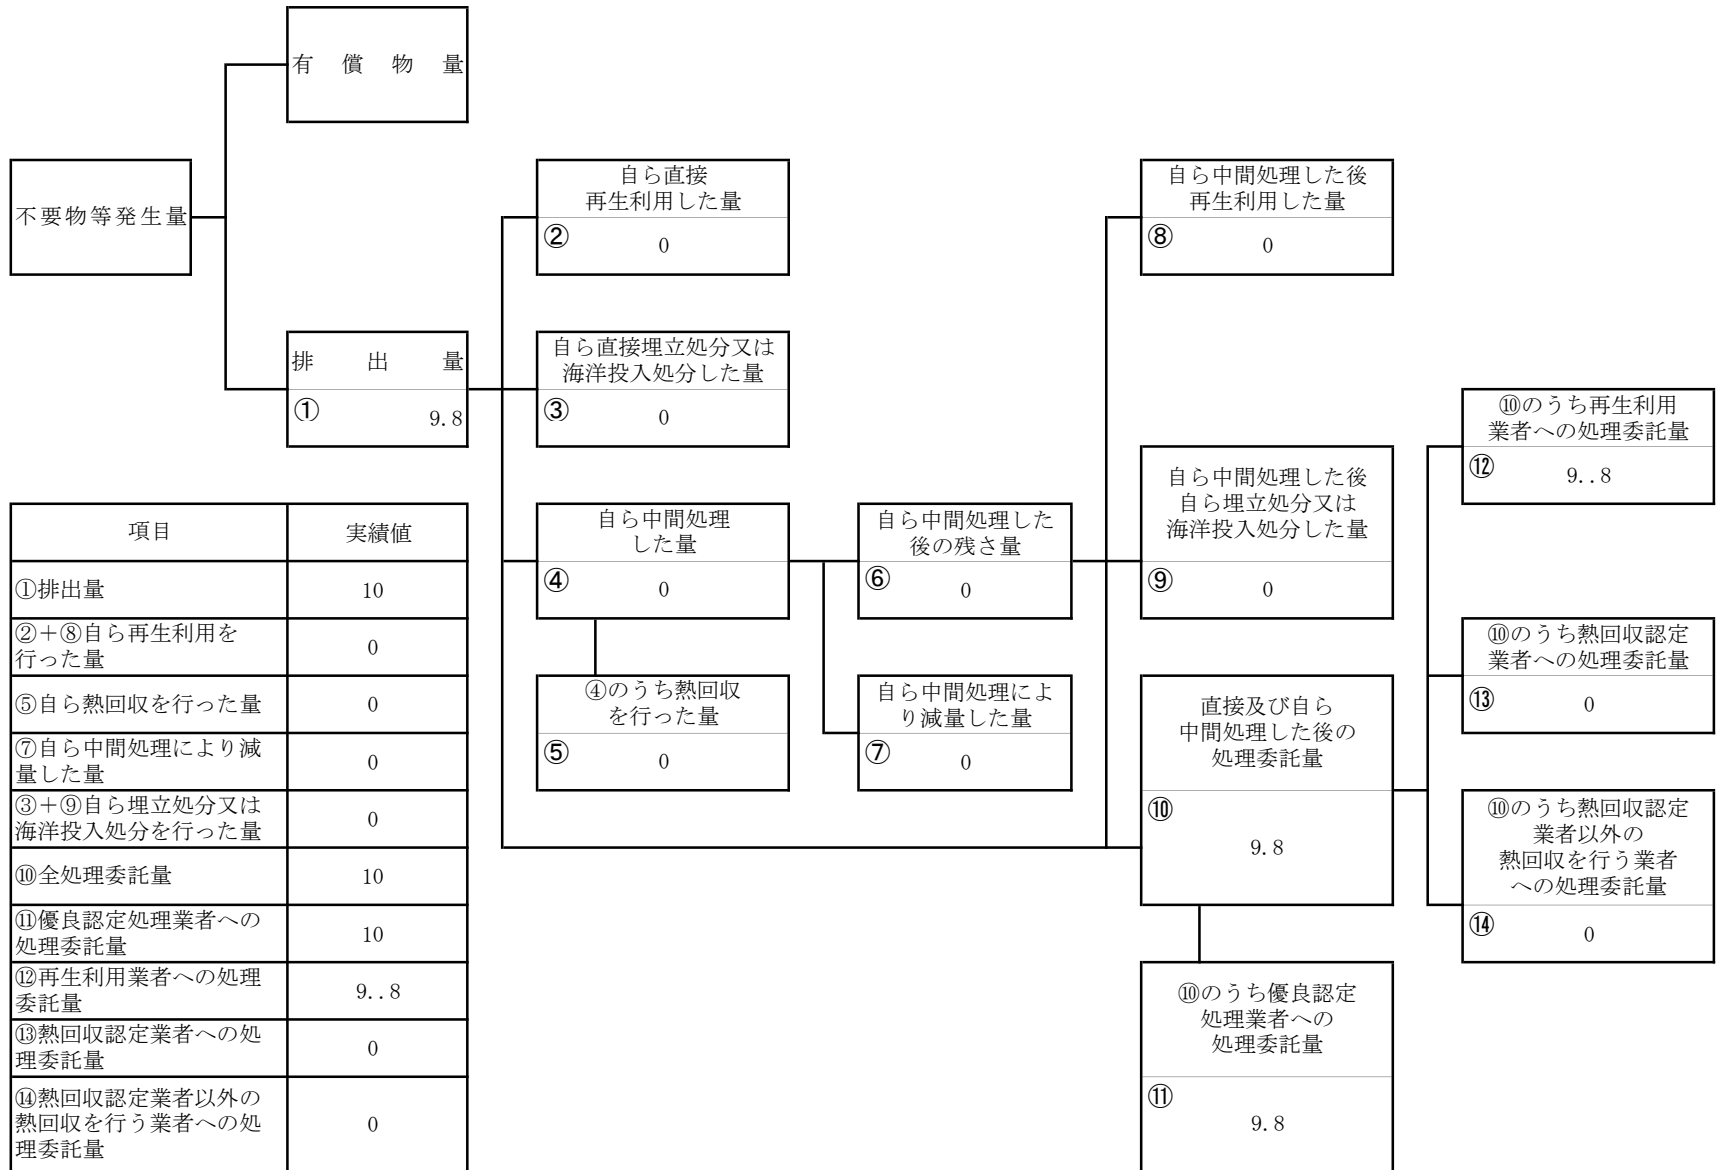 有償物量
不要物等発生量
自ら直接
再生利用した量
②
0
自ら中間処理した後
再生利用した量
⑧
0
排出量
①
9.8
自ら直接埋立処分又は
海洋投入処分した量
③
0
⑩のうち再生利用
業者への処理委託量
⑫
9..8
自ら中間処理した後
自ら埋立処分又は
海洋投入処分した量
⑨
0
自ら中間処理
した量
④
0
自ら中間処理した
後の残さ量
⑥
0
⑩のうち熱回収認定
業者への処理委託量
⑬
0
④のうち熱回収
を行った量
⑤
0
自ら中間処理によ
り減量した量
⑦
0
直接及び自ら
中間処理した後の
処理委託量
⑩
9.8
⑩のうち熱回収認定
業者以外の
熱回収を行う業者
への処理委託量
⑭
0
⑩のうち優良認定
処理業者への
処理委託量
⑪
9.8
項目 実績値
①排出量 10
②+⑧自ら再生利用を
行った量 0
⑤自ら熱回収を行った量 0
⑦自ら中間処理により減
量した量 0
③+⑨自ら埋立処分又は
海洋投入処分を行った量 0
⑩全処理委託量 10
⑪優良認定処理業者への
処理委託量 10
⑫再生利用業者への処理
委託量 9..8
⑬熱回収認定業者への処
理委託量 0
⑭熱回収認定業者以外の
熱回収を行う業者への処
理委託量 0